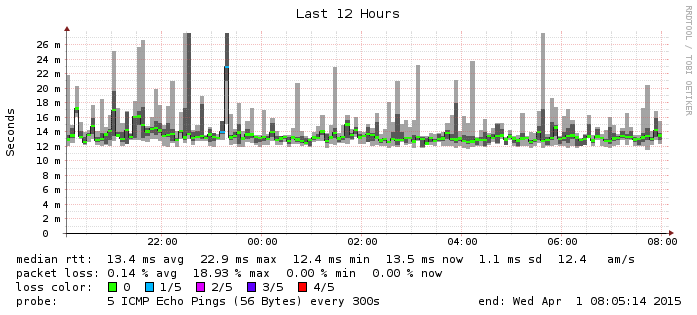 Last 12 Hours
RRDTOOL / TOBI OETIKER
Seconds
26 m
24 m
22 m
20 m
18 m
16 m
14 m
12 m
10 m
8 m
6 m
4 m
2 m
0
22:00 00:00 02:00 04:00 06:00 08:00
median rtt: 13.4 ms avg 22.9 ms max 12.4 ms min 13.5 ms now 1.1 ms sd 12.4 am/s
packet loss: 0.14 % avg 18.93 % max 0.00 % min 0.00 % now
loss color: 0 1/5 2/5 3/5 4/5
probe: 5 ICMP Echo Pings (56 Bytes) every 300s end: Wed Apr 1 08:05:14 2015